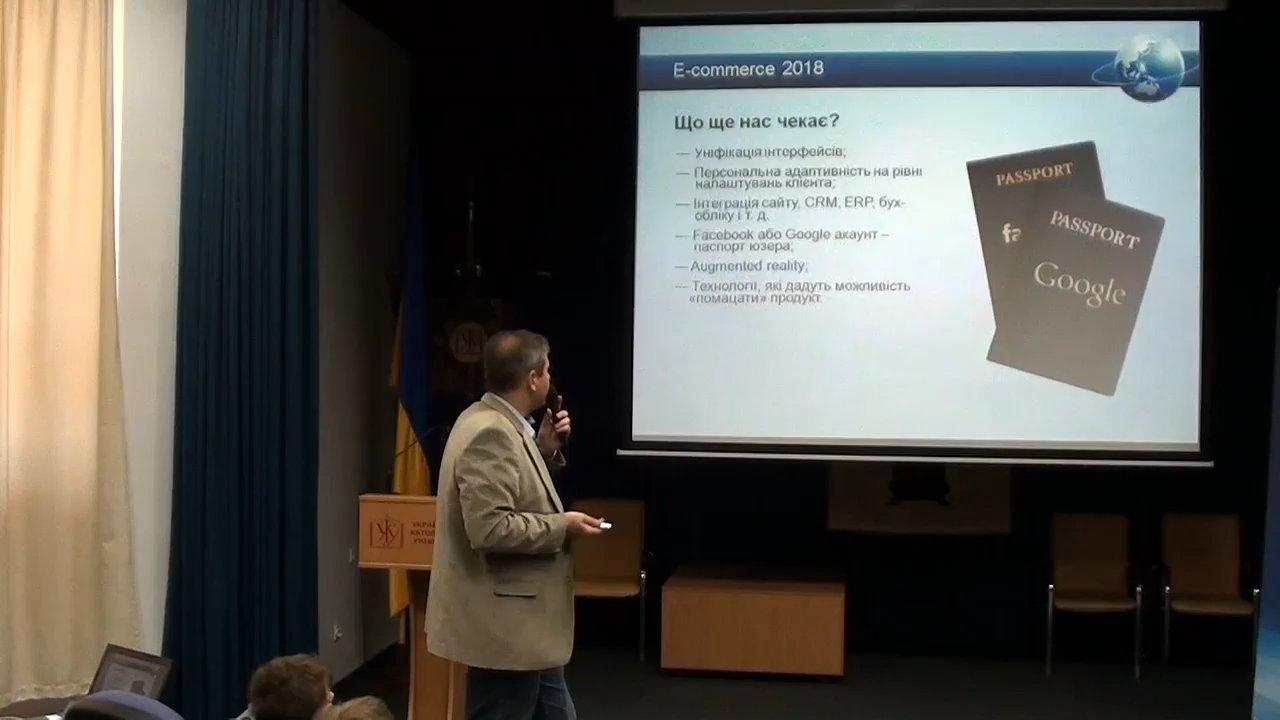 E-commerce 2018
Що ще нас чекає?
— Уніфікація інтерфейсів;
— Персональна адаптивність на рівні
налаштувань клієнта;
— Інтеграція сайту, CRM, ERP, бух-
обліку і т. д.
— Facebook або Google акаунт –
паспорт юзера;
— Augmented reality;
— Технології, які дадуть можливість
«помацати» продукт.
PASSPORT
fa
PASSPORT
Google